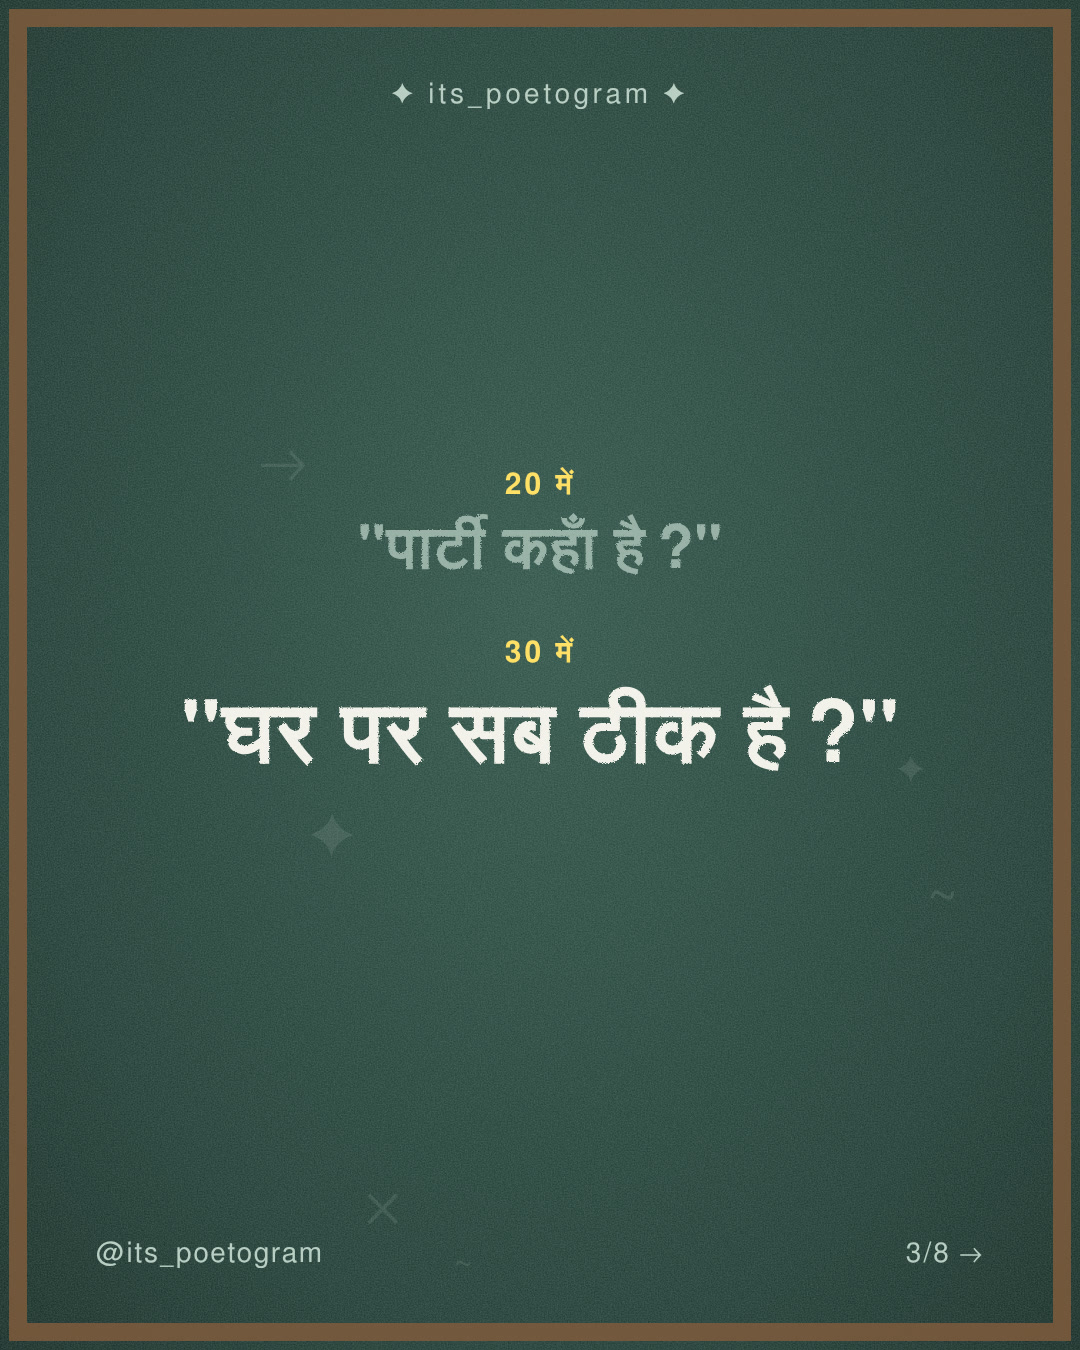 ✦ its_poetogram ✦
20 में
"पार्टी कहाँ है ?"
30 में
"घर पर सब ठीक है ?"
@its_poetogram
3/8 →